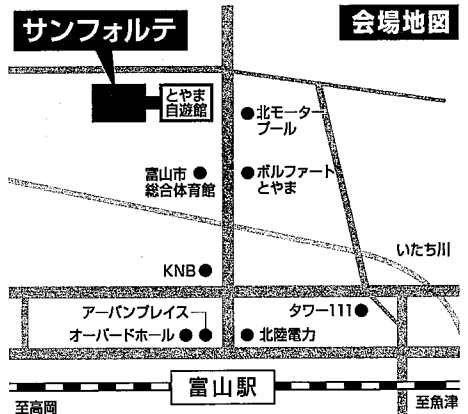 サンフォルテ
会場地図
とやま
自遊館
北モーター
プール
富山市
総合体育館
ボルファート
とやま
いたち川
KNB
アーバンプレイス
オーバードホール
タワー111
北陸電力
富山駅
至高岡
至魚津